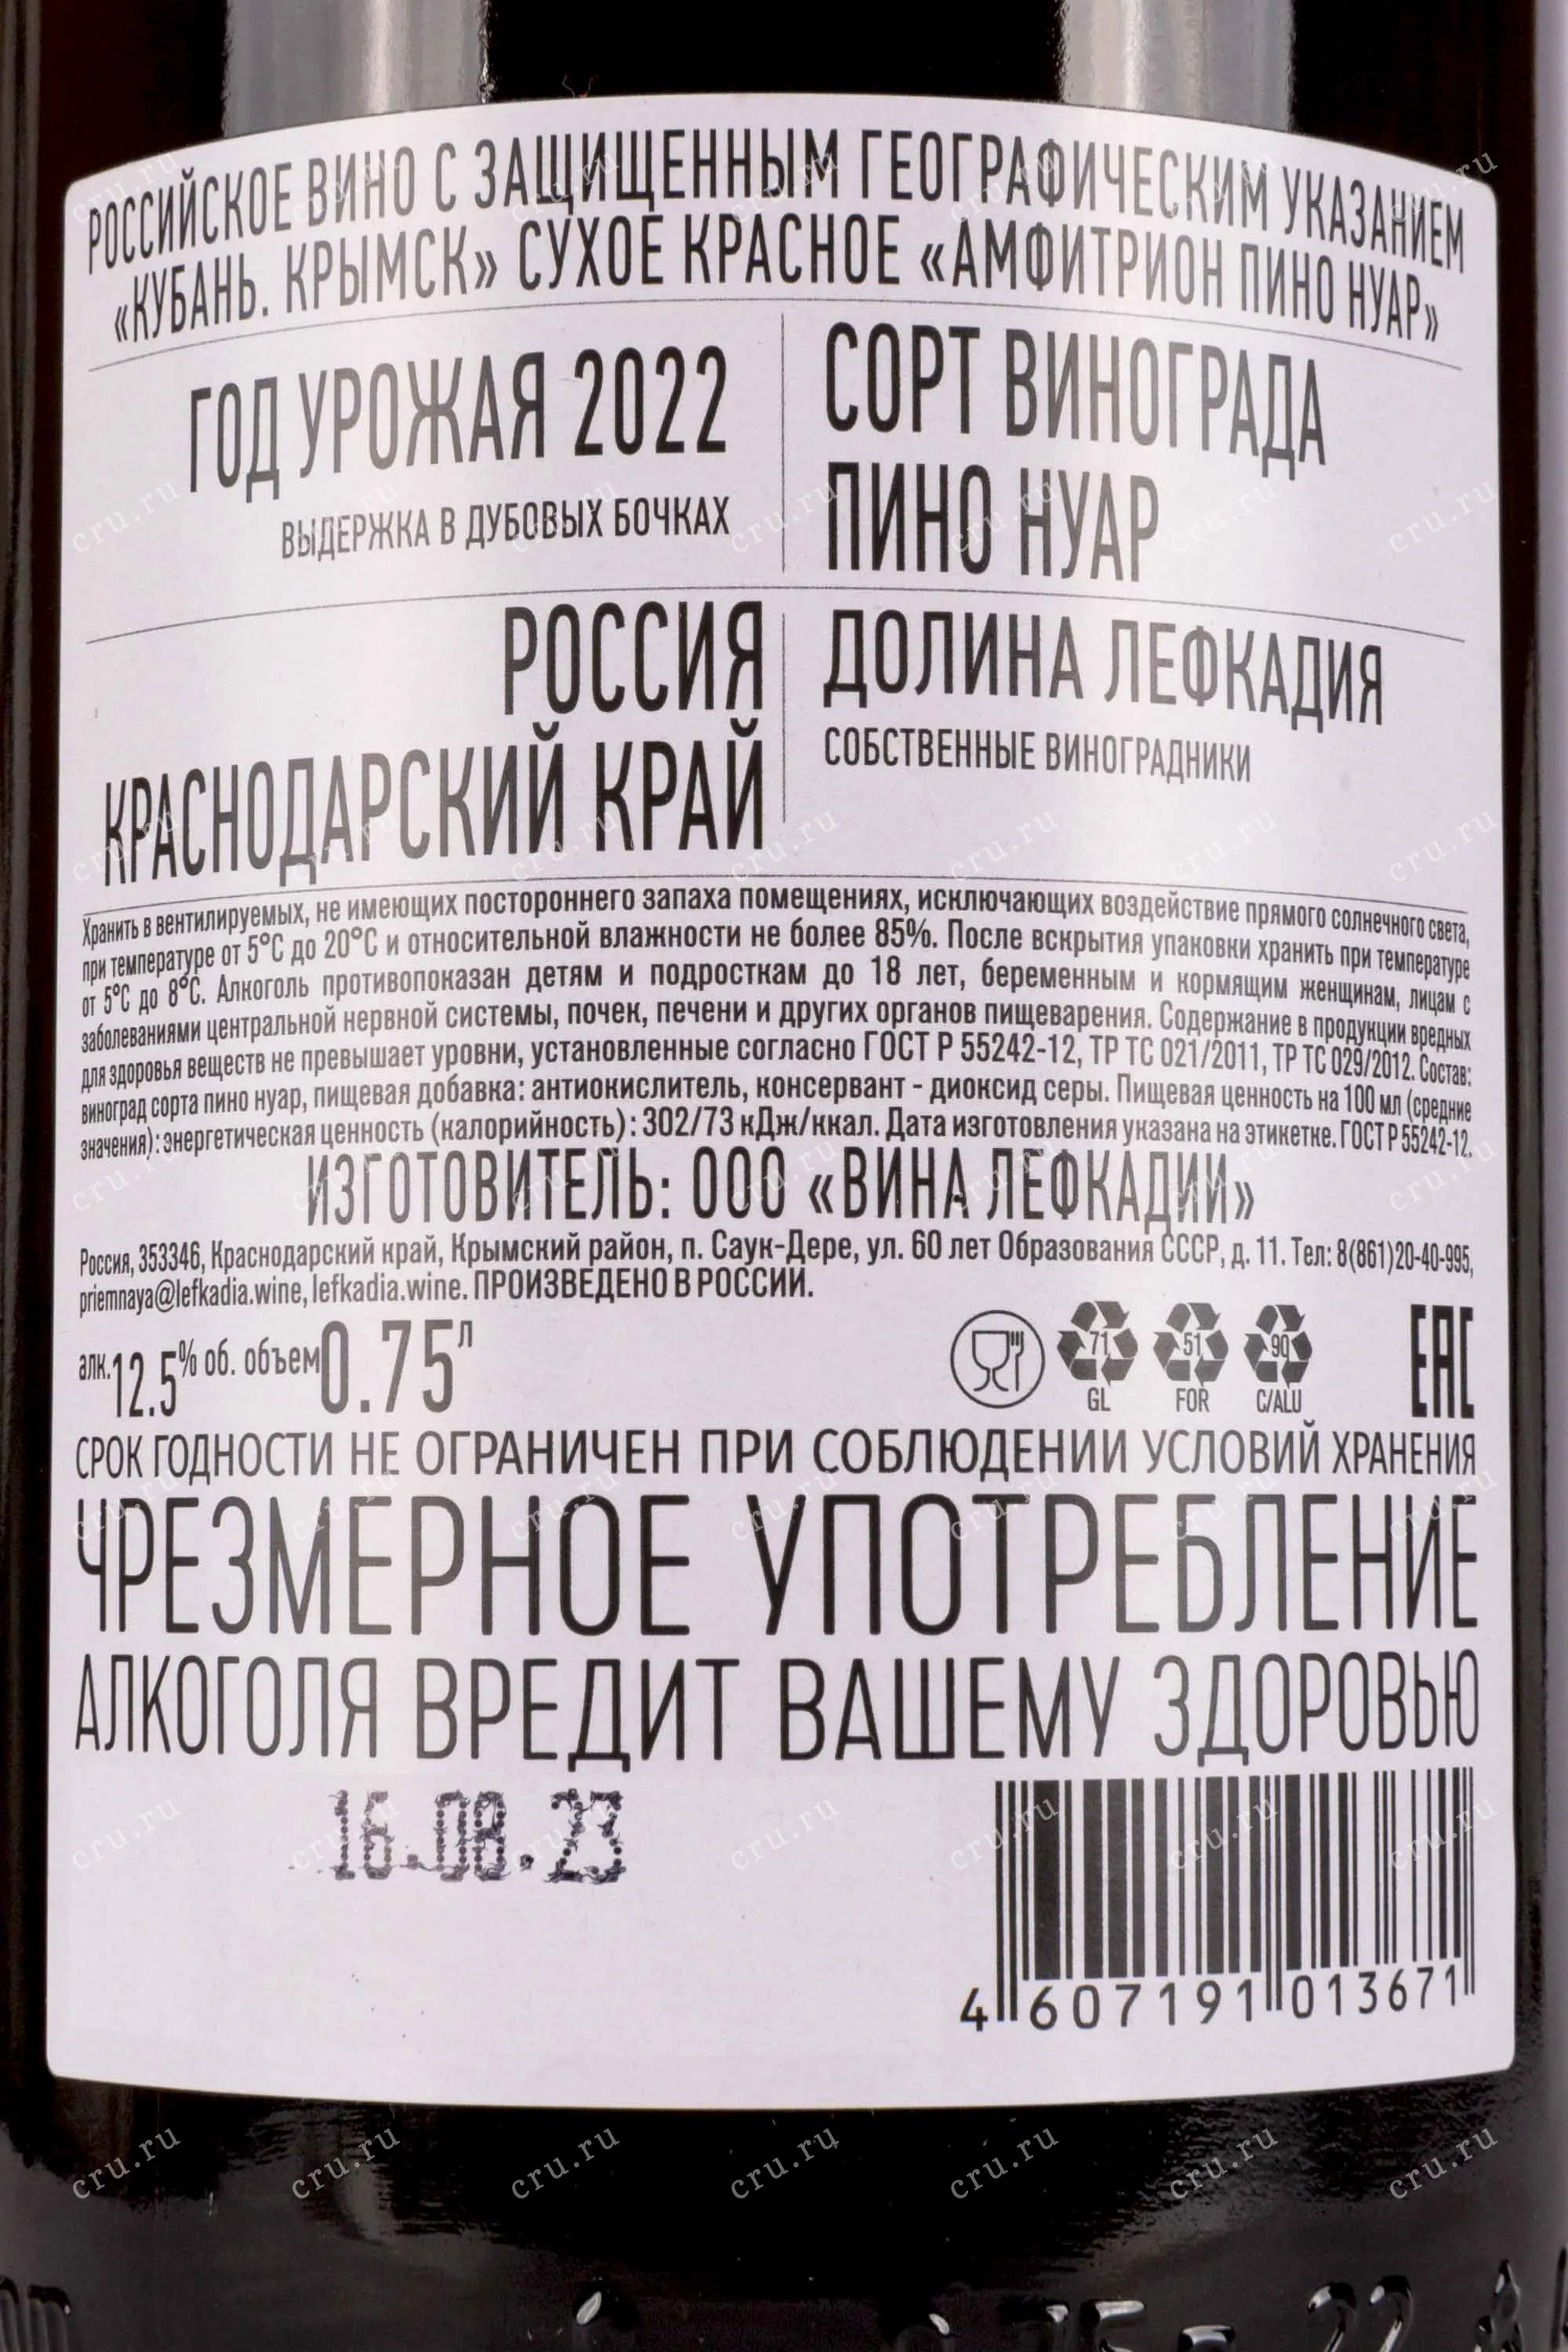 РОССИЙСКОЕ ВИНО С ЗАЩИЩЕННЫМ ГЕОГРАФИЧЕСКИМ УКАЗАНИЕМ
«КУБАНЬ. КРЫМСК» СУХОЕ КРАСНОЕ «АМФИТРИОН ПИНО НУАР»
ГОД УРОЖАЯ 2022
ВЫДЕРЖКА В ДУБОВЫХ БОЧКАХ
СОРТ ВИНОГРАДА
ПИНО НУАР
РОССИЯ
КРАСНОДАРСКИЙ КРАЙ
ДОЛИНА ЛЕФКАДИЯ
СОБСТВЕННЫЕ ВИНОГРАДНИКИ
Хранить в вентилируемых, не имеющих постороннего запаха помещениях, исключающих воздействие прямого солнечного света,
при температуре от 5°С до 20°С и относительной влажности не более 85%. После вскрытия упаковки хранить при температуре
от 5°С до 8°С. Алкоголь противопоказан детям и подросткам до 18 лет, беременным и кормящим женщинам, лицам с
заболеваниями центральной нервной системы, почек, печени и других органов пищеварения. Содержание в продукции вредных
для здоровья веществ не превышает уровни, установленные согласно ГОСТ Р 55242-12, ТР ТС 021/2011, ТР ТС 029/2012. Состав:
виноград сорта пино нуар, пищевая добавка: антиокислитель, консервант - диоксид серы. Пищевая ценность на 100 мл (средние
значения): энергетическая ценность (калорийность): 302/73 кДж/ккал. Дата изготовления указана на этикетке. ГОСТ Р 55242-12.
ИЗГОТОВИТЕЛЬ: ООО «ВИНА ЛЕФКАДИИ»
Россия, 353346, Краснодарский край, Крымский район, п. Саук-Дере, ул. 60 лет Образования СССР, д. 11. Тел: 8(861)20-40-995,
priemnaya@lefkadia.wine, lefkadia.wine. ПРОИЗВЕДЕНО В РОССИИ.
алк. 12.5% об. объем 0.75 л
71 51 90
GL FOR C/ALU
EAC
СРОК ГОДНОСТИ НЕ ОГРАНИЧЕН ПРИ СОБЛЮДЕНИИ УСЛОВИЙ ХРАНЕНИЯ
ЧРЕЗМЕРНОЕ УПОТРЕБЛЕНИЕ
АЛКОГОЛЯ ВРЕДИТ ВАШЕМУ ЗДОРОВЬЮ
16.08.23
4 607191 013671
cru.ru